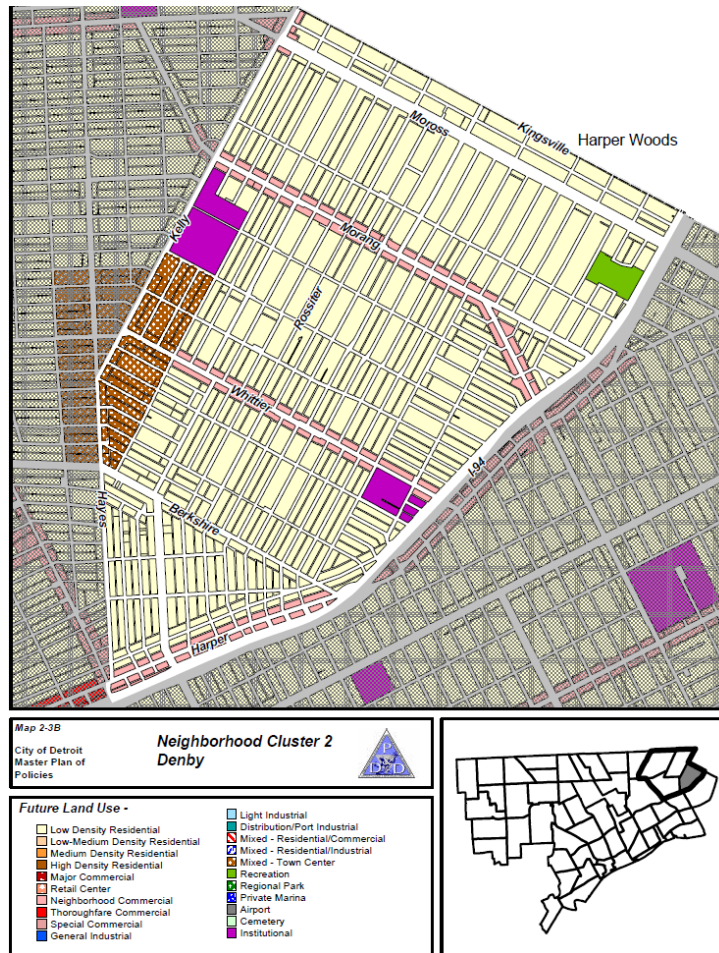 Kingsville
Moross
Harper Woods
Kelly
Morang
Rossiter
Whittier
I-94
Hayes
Berkshire
Harper
Map 2-3B
City of Detroit
Master Plan of
Policies
Neighborhood Cluster 2
Denby
P
D D
Future Land Use -
Low Density Residential
Low-Medium Density Residential
Medium Density Residential
High Density Residential
Major Commercial
Retail Center
Neighborhood Commercial
Thoroughfare Commercial
Special Commercial
General Industrial
Light Industrial
Distribution/Port Industrial
Mixed - Residential/Commercial
Mixed - Residential/Industrial
Mixed - Town Center
Recreation
Regional Park
Private Marina
Airport
Cemetery
Institutional